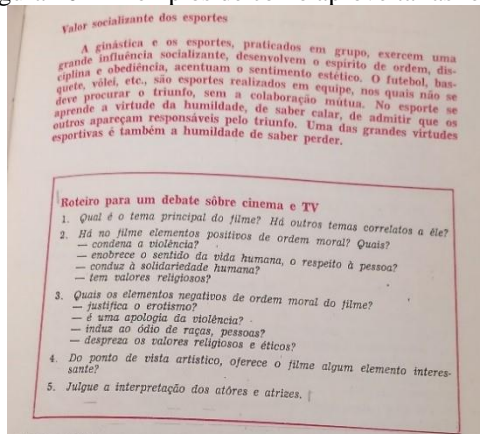 Valor socializante dos esportes
A ginástica e os esportes, praticados em grupo, exercem uma
grande influência socializante, desenvolvem o espírito de ordem, dis-
ciplina e obediência, acentuam o sentimento estético. O futebol, bas-
quete, vôlei, etc., são esportes realizados em equipe, nos quais não se
deve procurar o triunfo, sem a colaboração mútua. No esporte se
aprende a virtude da humildade, de saber calar, de admitir que os
outros apareçam responsáveis pelo triunfo. Uma das grandes virtudes
esportivas é também a humildade de saber perder.
Roteiro para um debate sôbre cinema e TV
1. Qual é o tema principal do filme? Há outros temas correlatos a êle?
2. Há no filme elementos positivos de ordem moral? Quais?
— condena a violência?
— enobrece o sentido da vida humana, o respeito à pessoa?
— conduz à solidariedade humana?
— tem valores religiosos?
3. Quais os elementos negativos de ordem moral do filme?
— justifica o erotismo?
— é uma apologia da violência?
— induz ao ódio de raças, pessoas?
— despreza os valores religiosos e éticos?
4. Do ponto de vista artístico, oferece o filme algum elemento interes-
sante?
5. Julgue a interpretação dos atôres e atrizes.